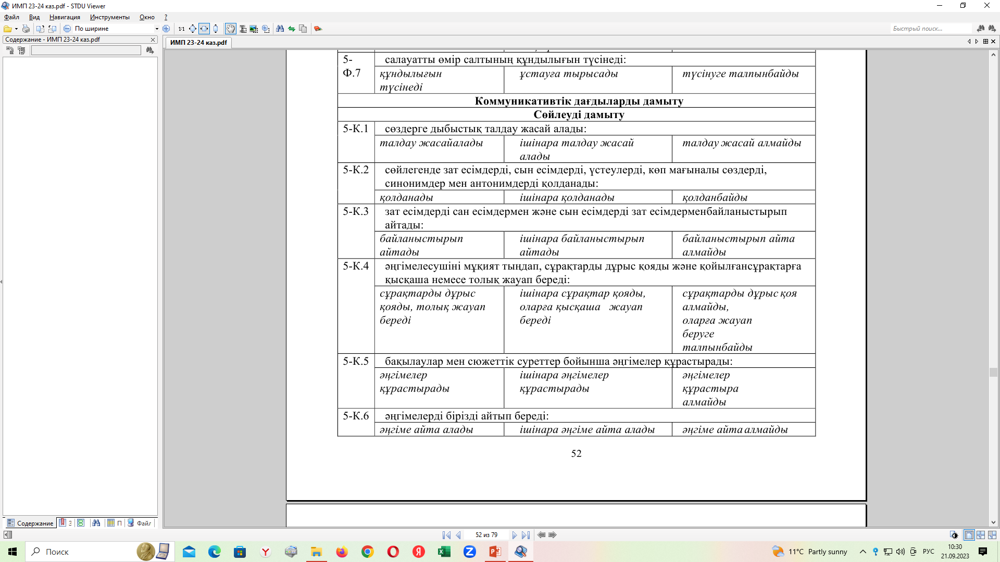 ИМП 23-24 каз.pdf - STDU Viewer
Файл Вид Навигация Инструменты Окно ?
По ширине
1:1
Быстрый поиск...
Содержание - ИМП 23-24 каз.pdf
ИМП 23-24 каз.pdf
5-Ф.7
салауатты өмір салтының құндылығын түсінеді:
құндылығын түсінеді
ұстауға тырысады
түсінуге талпынбайды
Коммуникативтік дағдыларды дамыту
Сөйлеуді дамыту
5-К.1 сөздерге дыбыстық талдау жасай алады:
талдау жасайалады
ішінара талдау жасай
алады
талдау жасай алмайды
5-К.2 сөйлегенде зат есімдерді, сын есімдерді, үстеулерді, көп мағыналы сөздерді,
синонимдер мен антонимдерді қолданады:
қолданады ішінара қолданады қолданбайды
5-К.3 зат есімдерді сан есімдермен және сын есімдерді зат есімдерменбайланыстырып
айтады:
байланыстырып
айтады
ішінара байланыстырып
айтады
байланыстырып айта
алмайды
5-К.4 әңгімелесушіні мұқият тыңдап, сұрақтарды дұрыс қояды және қойылғансұрақтарға
қысқаша немесе толық жауап береді:
сұрақтарды дұрыс
қояды, толық жауап
береді
ішінара сұрақтар қояды,
оларға қысқаша жауап
береді
сұрақтарды дұрыс қоя
алмайды,
оларға жауап
беруге
талпынбайды
5-К.5 бақылаулар мен сюжеттік суреттер бойынша әңгімелер құрастырады:
әңгімелер
құрастырады
ішінара әңгімелер
құрастырады
әңгімелер
құрастыра
алмайды
5-К.6 әңгімелерді бірізді айтып береді:
әңгіме айта алады ішінара әңгіме айта алады әңгіме айта алмайды
52
Содержание З П Файл
52 из 79
Поиск
11°C Partly sunny
РУС
10:30
21.09.2023